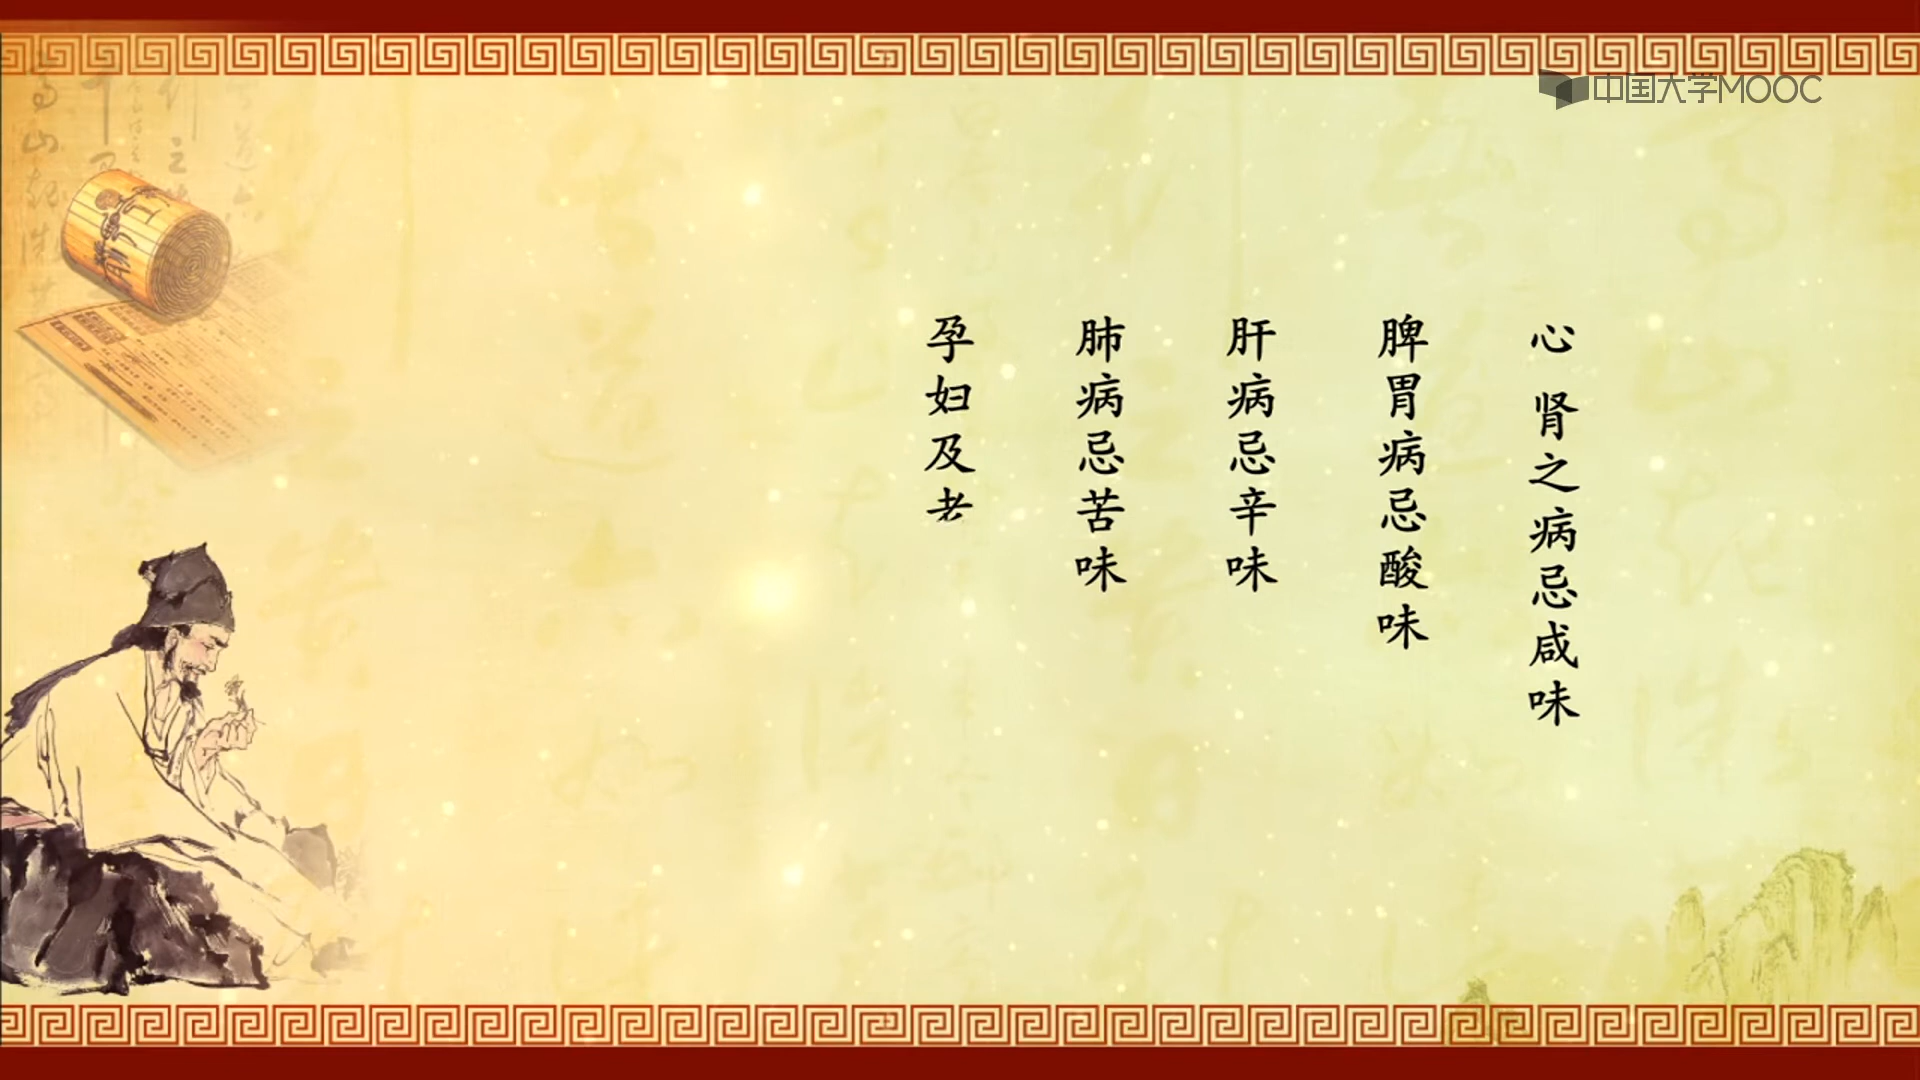 中国大学MOOC
心 肾之病忌咸味
脾胃病忌酸味
肝病忌辛味
肺病忌苦味
孕妇及老